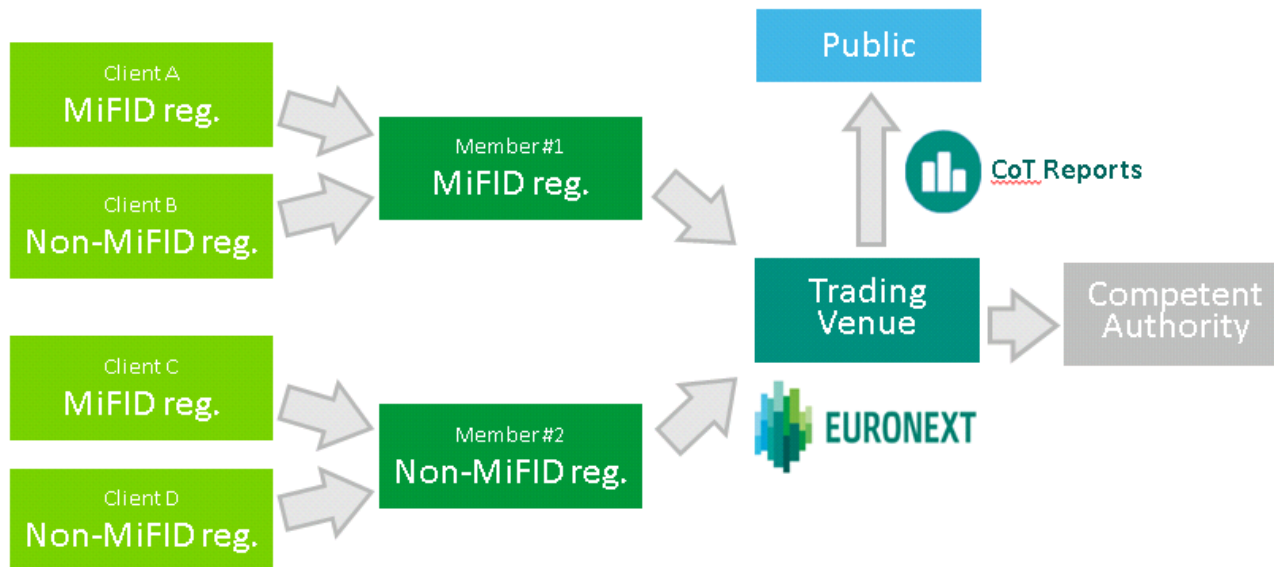 Client A
MiFID reg.
Client B
Non-MiFID reg.
Client C
MiFID reg.
Client D
Non-MiFID reg.
Member #1
MiFID reg.
Member #2
Non-MiFID reg.
Public
CoT Reports
Trading
Venue
EURONEXT
Competent
Authority